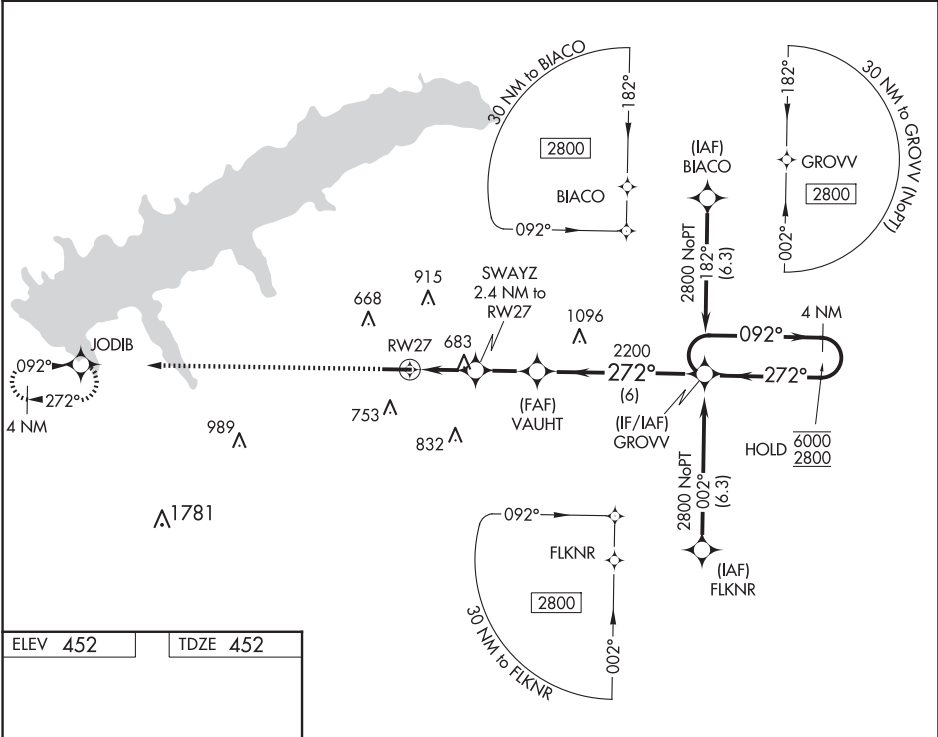 30 NM to BIACO
182°
2800
BIACO
092°
182°
30 NM to GROVV (NoPT)
GROVV
2800
002°
(IAF)
BIACO
2800 NoPT
182°
(6.3)
915
668
SWAYZ
2.4 NM to
RW27
1096
092°
4 NM
JODIB
RW27
683
2200
092°
272°
(6)
272°
272°
4 NM
(FAF)
VAUHT
(IF/IAF)
GROVV
753
989
832
HOLD
6000
2800
2800 NoPT
002°
(6.3)
1781
092°
FLKNR
2800
30 NM to FLKNR
002°
(IAF)
FLKNR
ELEV 452
TDZE 452